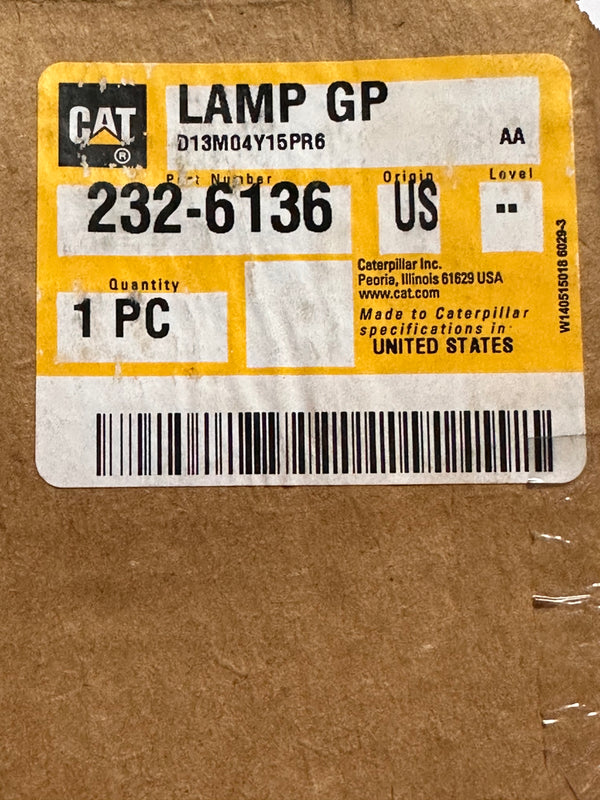 CAT
®
LAMP GP
D13M04Y15PR6
AA
Part Number
232-6136
Origin
US
Level
--
Quantity
1 PC
Caterpillar Inc.
Peoria, Illinois 61629 USA
www.cat.com
Made to Caterpillar
specifications in
UNITED STATES
W140515018 6029-3